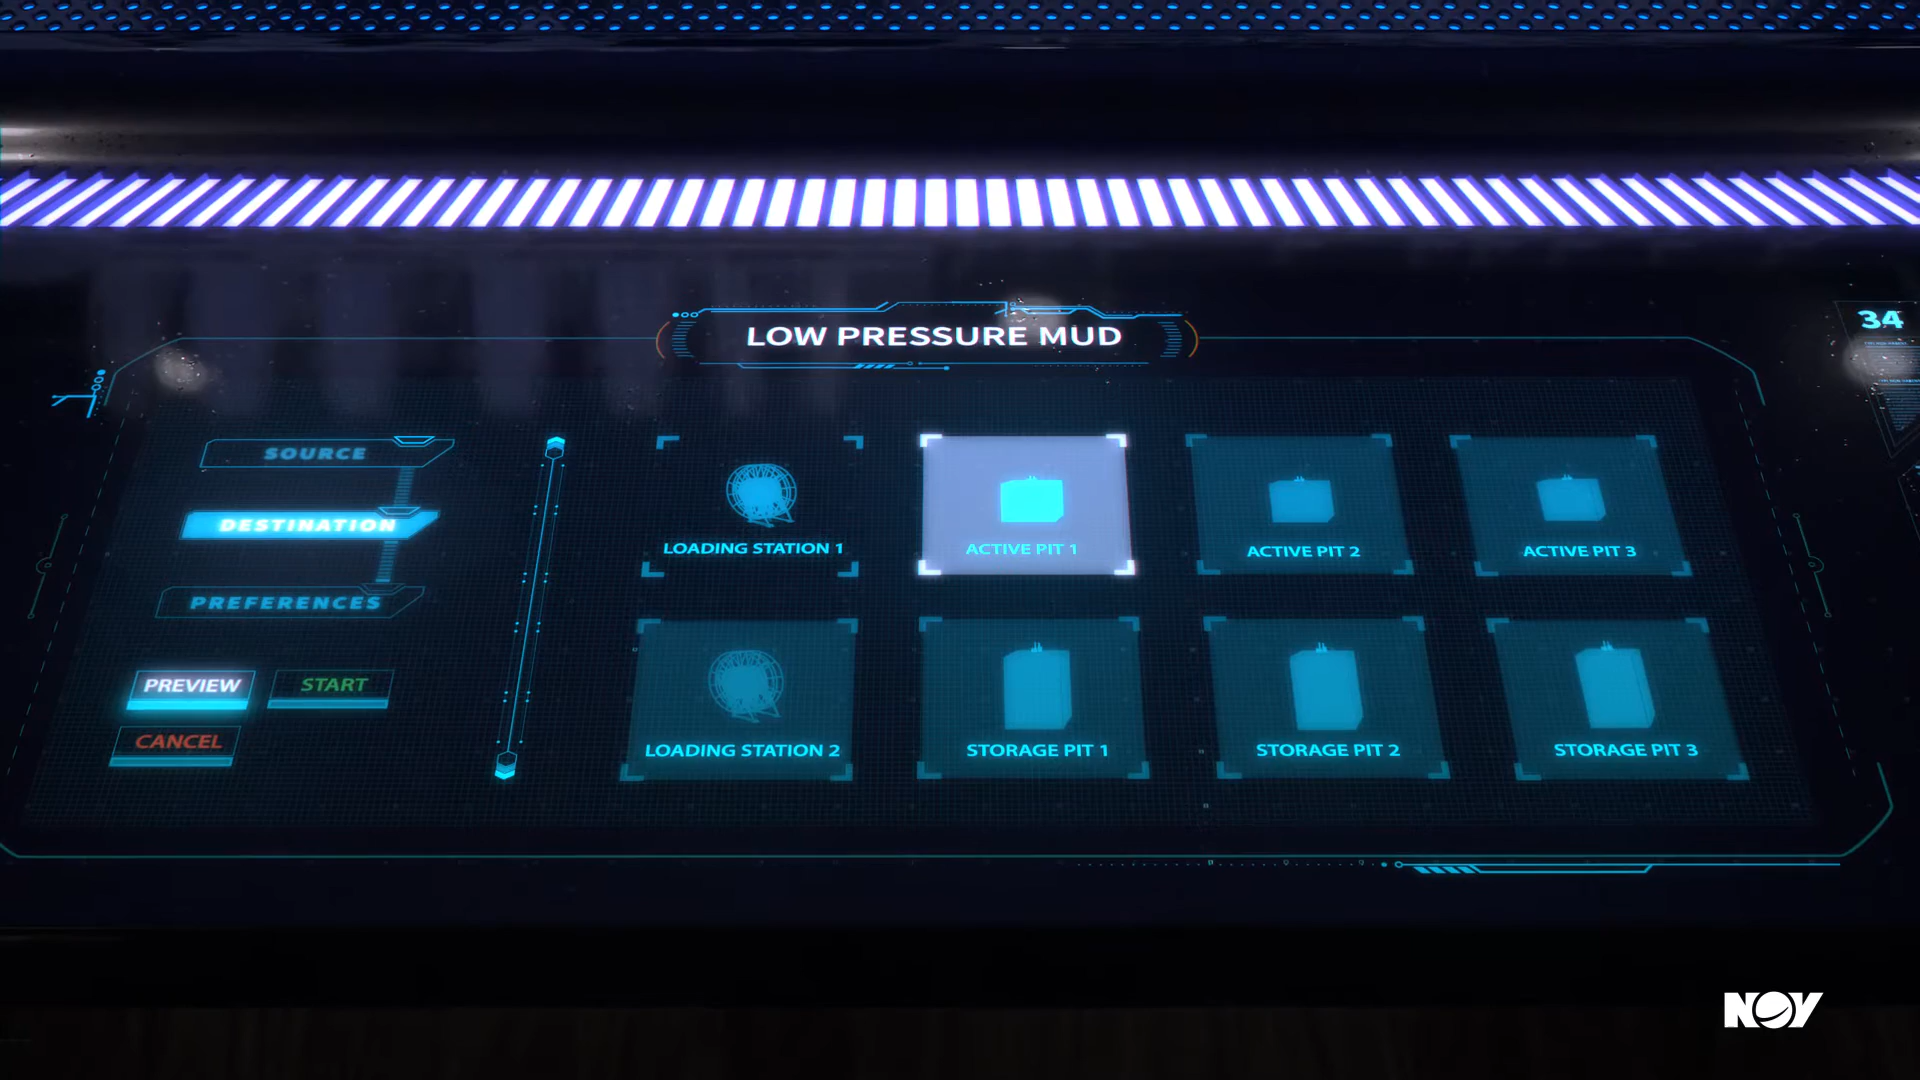 LOW PRESSURE MUD
34
SOURCE
DESTINATION
PREFERENCES
PREVIEW
START
CANCEL
LOADING STATION 1
ACTIVE PIT 1
ACTIVE PIT 2
ACTIVE PIT 3
LOADING STATION 2
STORAGE PIT 1
STORAGE PIT 2
STORAGE PIT 3
NOV